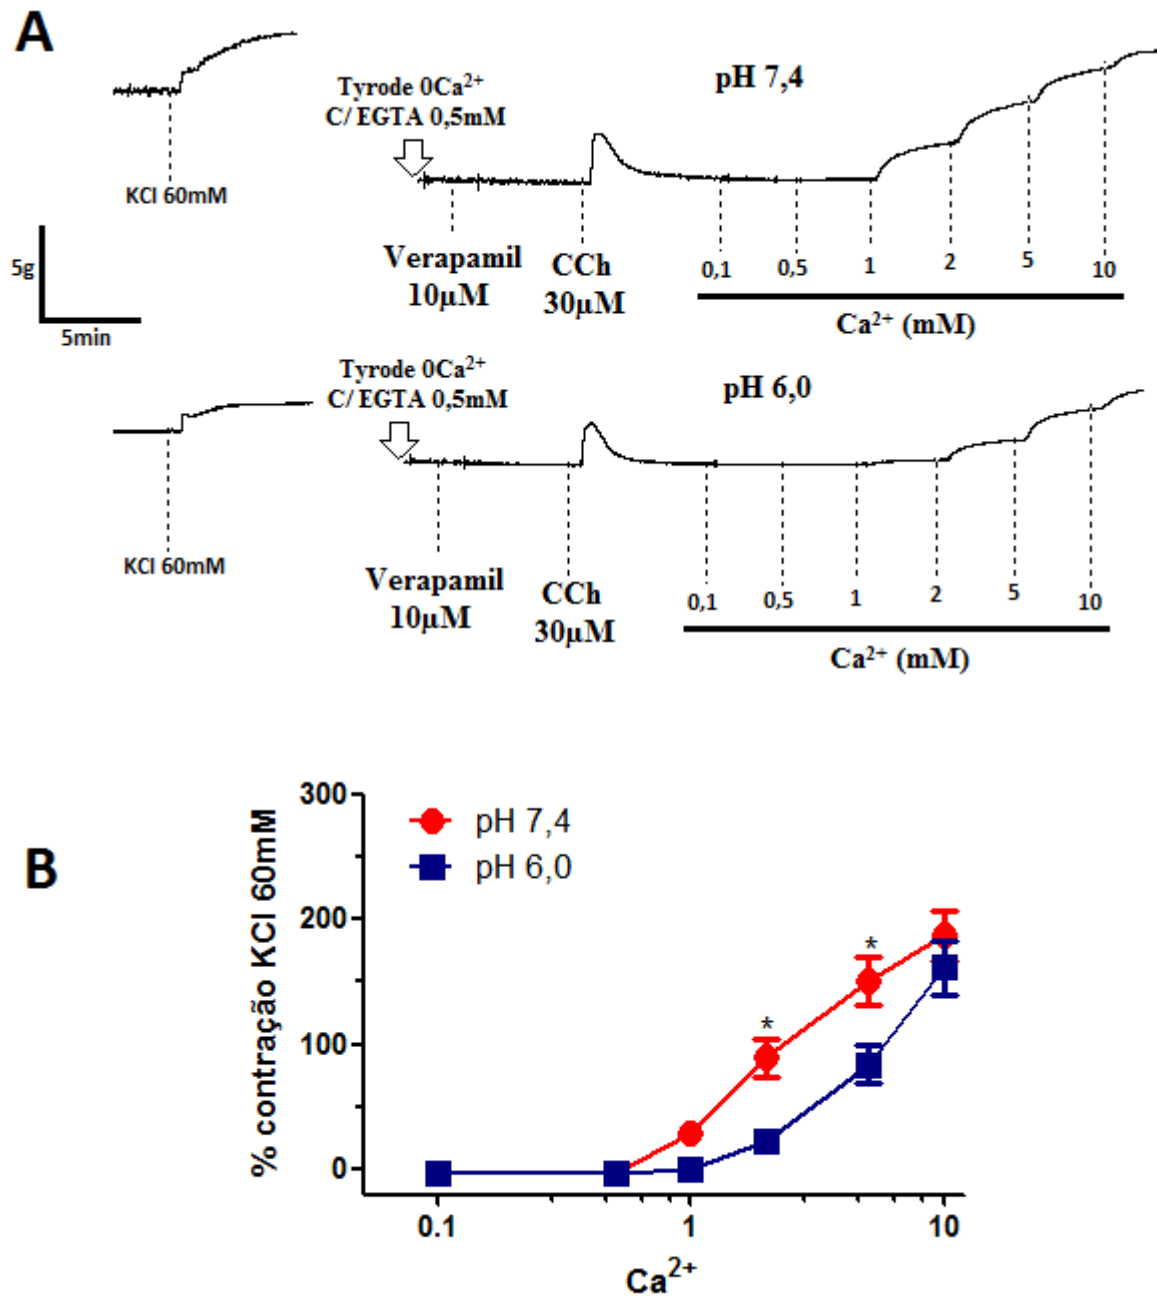 A
Tyrode 0Ca²⁺
C/ EGTA 0,5mM
pH 7,4
KCl 60mM
Verapamil
10µM
CCh
30µM
0,1 0,5 1 2 5 10
Ca²⁺ (mM)
5g
5min
Tyrode 0Ca²⁺
C/ EGTA 0,5mM
pH 6,0
KCl 60mM
Verapamil
10µM
CCh
30µM
0,1 0,5 1 2 5 10
Ca²⁺ (mM)
B
% contração KCl 60mM
300
200
100
0
pH 7,4
pH 6,0
*
*
0.1 1 10
Ca²⁺